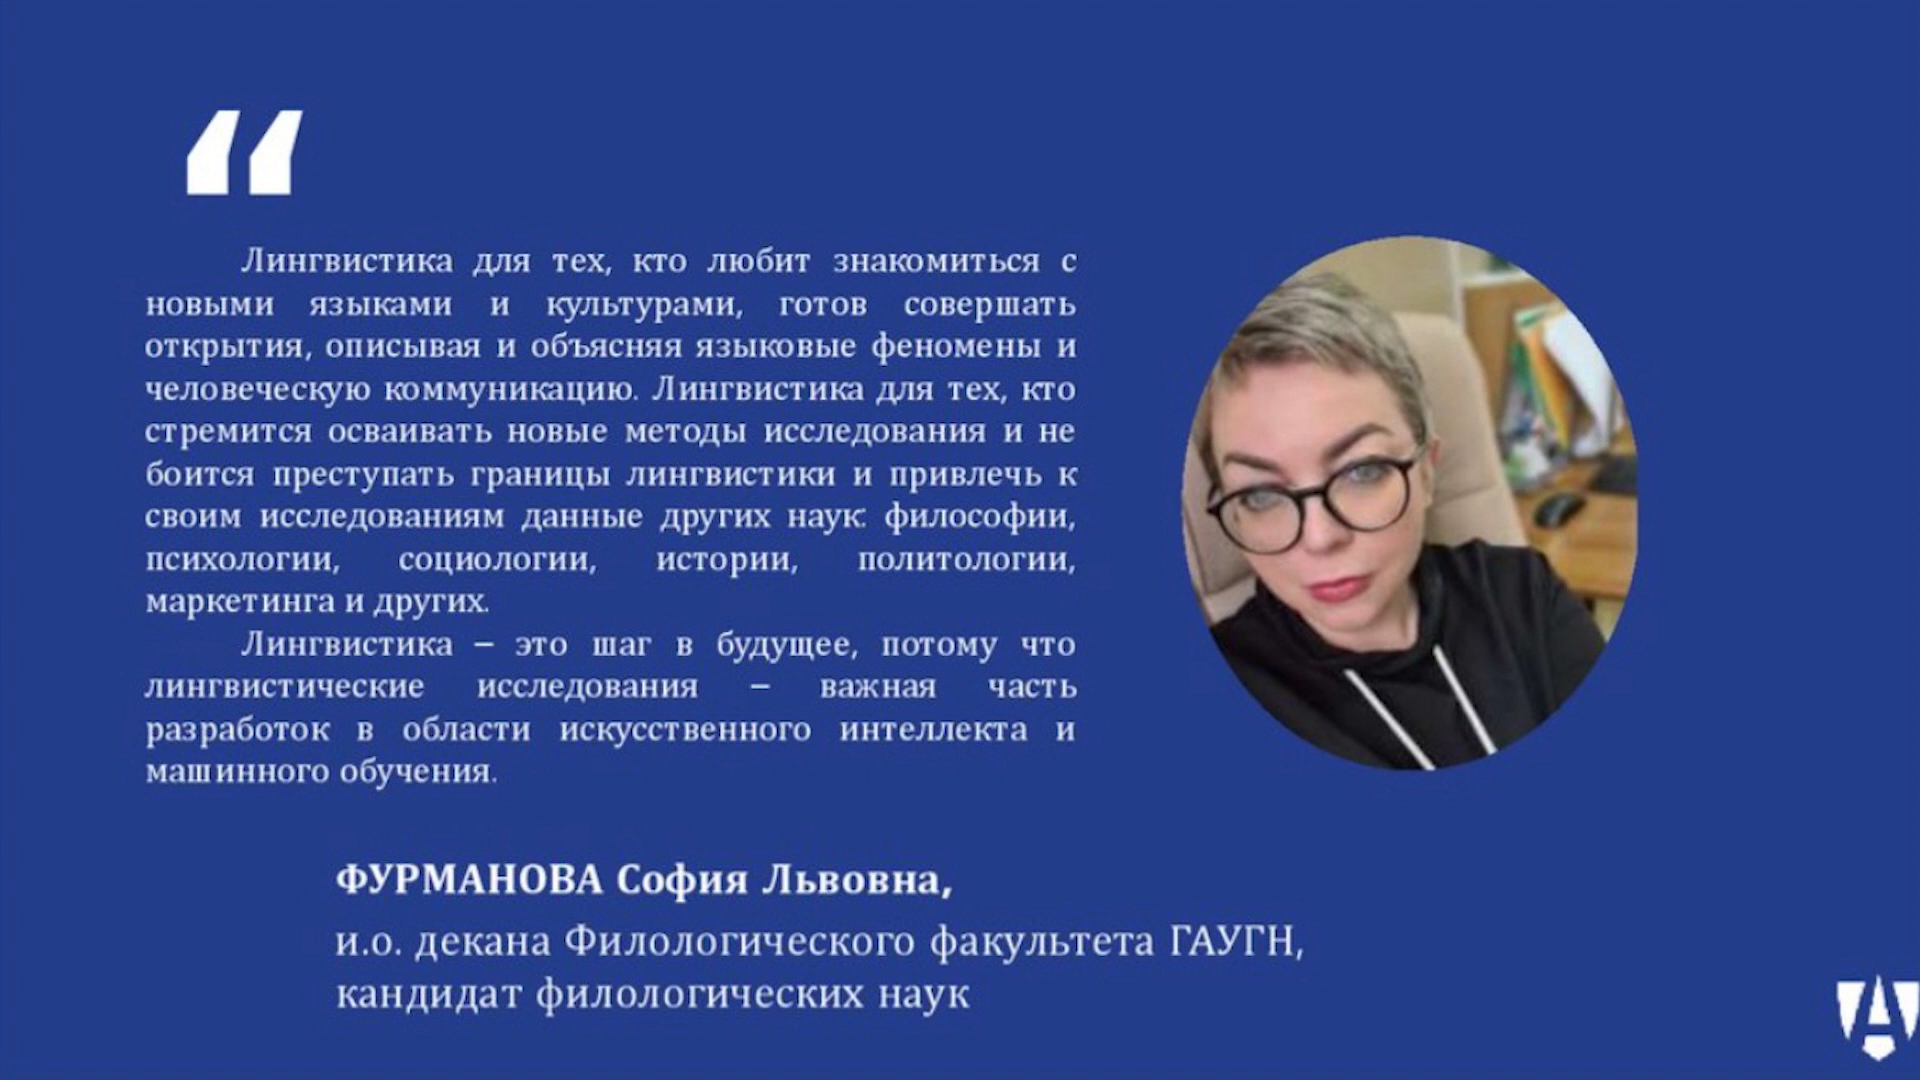 “
Лингвистика для тех, кто любит знакомиться с
новыми языками и культурами, готов совершать
открытия, описывая и объясняя языковые феномены и
человеческую коммуникацию. Лингвистика для тех, кто
стремится осваивать новые методы исследования и не
боится преступать границы лингвистики и привлечь к
своим исследованиям данные других наук: философии,
психологии, социологии, истории, политологии,
маркетинга и других.
Лингвистика – это шаг в будущее, потому что
лингвистические исследования – важная часть
разработок в области искусственного интеллекта и
машинного обучения.
ФУРМАНОВА София Львовна,
и.о. декана Филологического факультета ГАУГН,
кандидат филологических наук